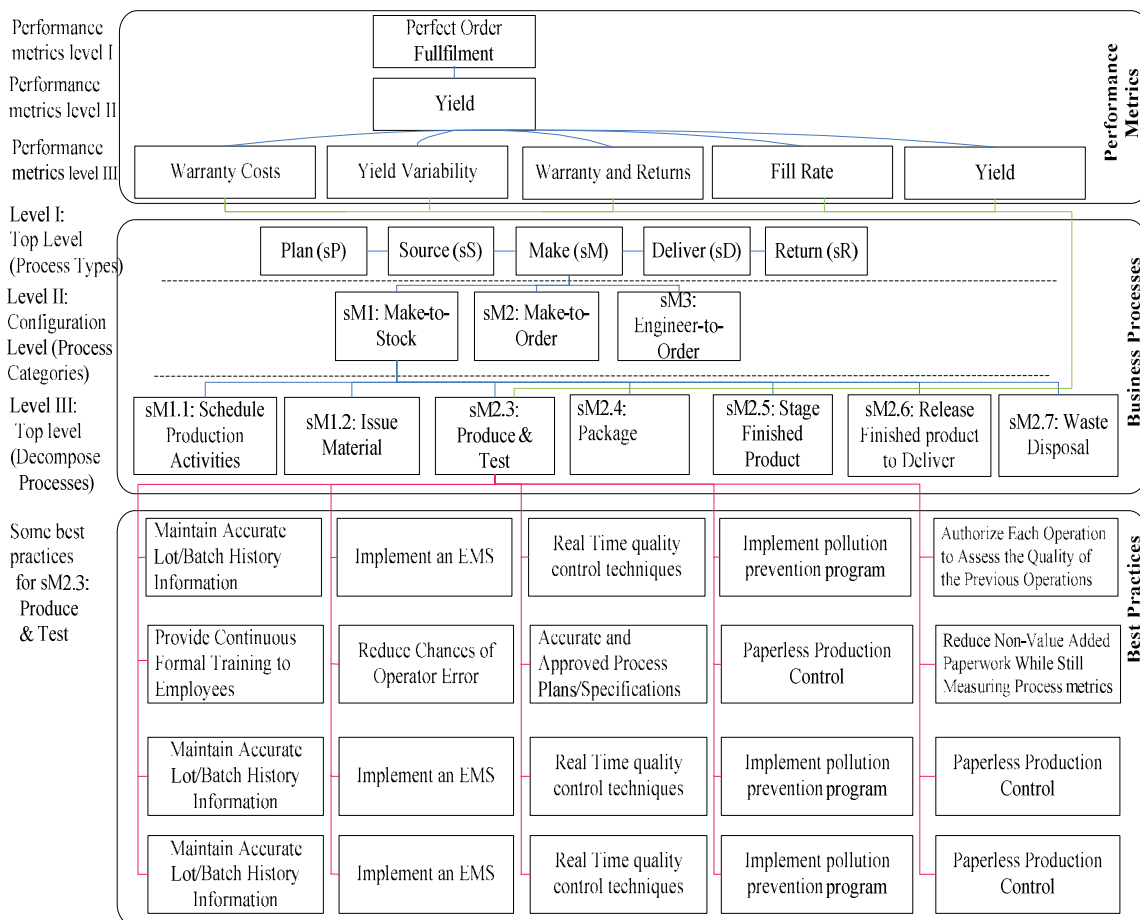 Performance
metrics level I
Perfect Order
Fullfilment
Performance
metrics level II
Yield
Performance
metrics level III
Warranty Costs
Yield Variability
Warranty and Returns
Fill Rate
Yield
Performance
Metrics
Level I:
Top Level
(Process Types)
Plan (sP)
Source (sS)
Make (sM)
Deliver (sD)
Return (sR)
Level II:
Configuration
Level (Process
Categories)
sM1: Make-to-
Stock
sM2: Make-to-
Order
sM3:
Engineer-to-
Order
Level III:
Top level
(Decompose
Processes)
sM1.1: Schedule
Production
Activities
sM1.2: Issue
Material
sM2.3:
Produce &
Test
sM2.4:
Package
sM2.5: Stage
Finished
Product
sM2.6: Release
Finished product
to Deliver
sM2.7: Waste
Disposal
Business Processes
Some best
practices
for sM2.3:
Produce
& Test
Maintain Accurate
Lot/Batch History
Information
Implement an EMS
Real Time quality
control techniques
Implement pollution
prevention program
Authorize Each Operation
to Assess the Quality of
the Previous Operations
Provide Continuous
Formal Training to
Employees
Reduce Chances of
Operator Error
Accurate and
Approved Process
Plans/Specifications
Paperless Production
Control
Reduce Non-Value Added
Paperwork While Still
Measuring Process metrics
Maintain Accurate
Lot/Batch History
Information
Implement an EMS
Real Time quality
control techniques
Implement pollution
prevention program
Paperless Production
Control
Maintain Accurate
Lot/Batch History
Information
Implement an EMS
Real Time quality
control techniques
Implement pollution
prevention program
Paperless Production
Control
Best Practices